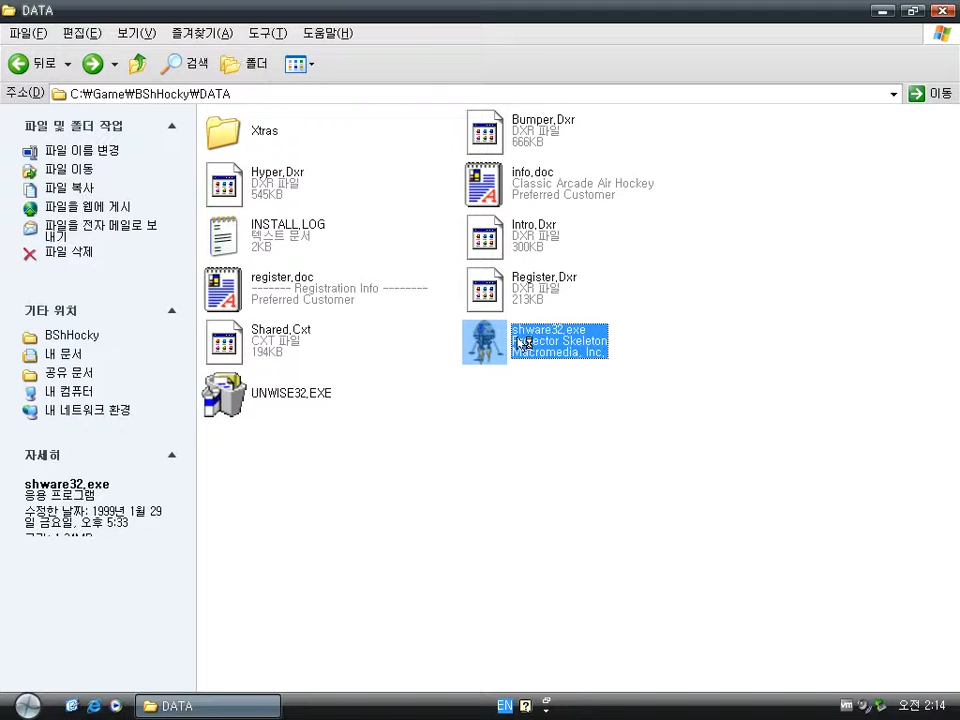 DATA
파일(F) 편집(E) 보기(V) 즐겨찾기(A) 도구(T) 도움말(H)
뒤로 검색 폴더
주소(D) C:₩Game₩BShHocky₩DATA 이동
파일 및 폴더 작업
파일 이름 변경
파일 이동
파일 복사
파일을 웹에 게시
파일을 전자 메일로 보
내기
파일 삭제
기타 위치
BShHocky
내 문서
공유 문서
내 컴퓨터
내 네트워크 환경
자세히
shware32.exe
응용 프로그램
수정한 날짜: 1999년 1월 29
일 금요일, 오후 5:33
Xtras
Bumper.Dxr
DXR 파일
666KB
Hyper.Dxr
DXR 파일
545KB
info.doc
Classic Arcade Air Hockey
Preferred Customer
INSTALL.LOG
텍스트 문서
2KB
Intro.Dxr
DXR 파일
300KB
register.doc
------- Registration Info --------
Preferred Customer
Register.Dxr
DXR 파일
213KB
Shared.Cxt
CXT 파일
194KB
shware32.exe
Skeleton
Macromedia, Inc.
UNWISE32.EXE
DATA
EN
vm
오전 2:14